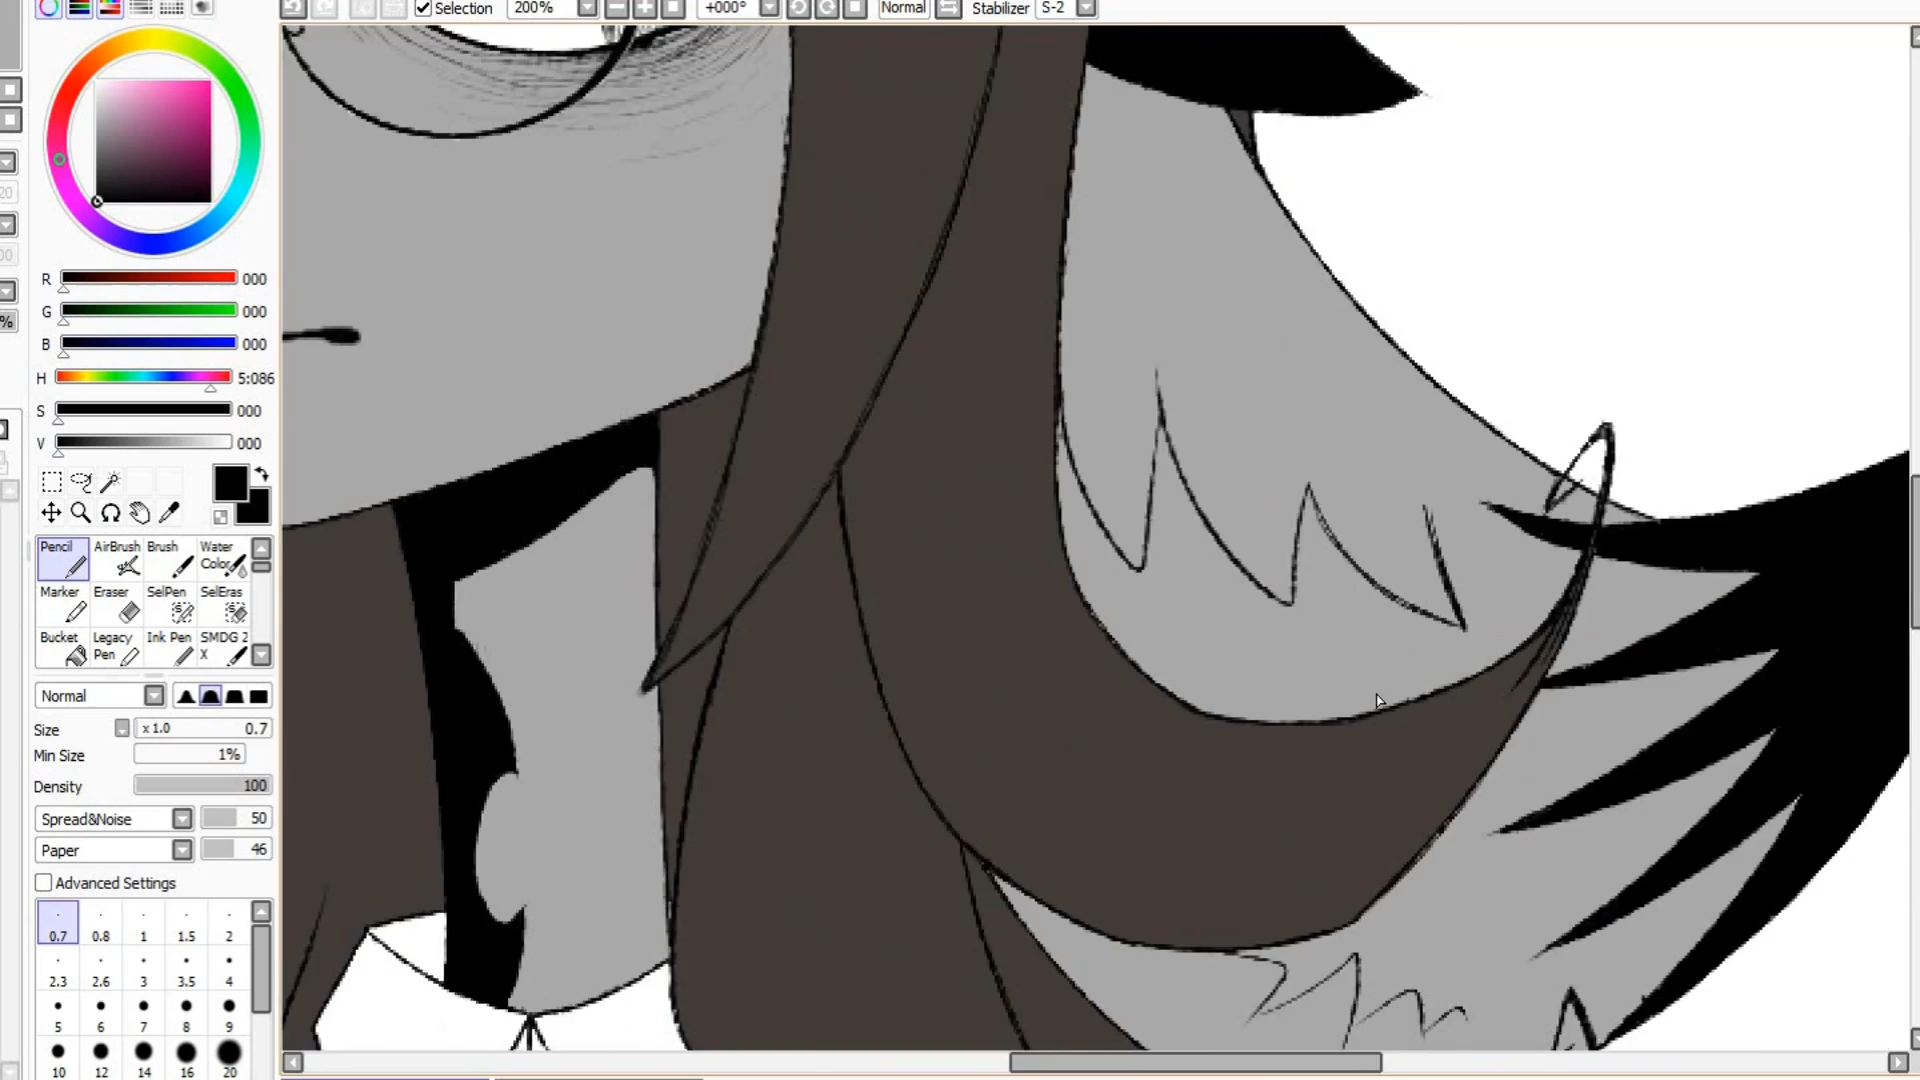 Selection 200% +000° Normal Stabilizer S-2
R 000
G 000
B 000
H 5:086
S 000
V 000
20
00
%
Pencil AirBrush Brush Water Color
Marker Eraser SelPen SelEras
Bucket Legacy Pen Ink Pen SMDG 2 X
Normal
Size x 1.0 0.7
Min Size 1%
Density 100
Spread&Noise 50
Paper 46
Advanced Settings
0.7 0.8 1 1.5 2
2.3 2.6 3 3.5 4
5 6 7 8 9
10 12 14 16 20